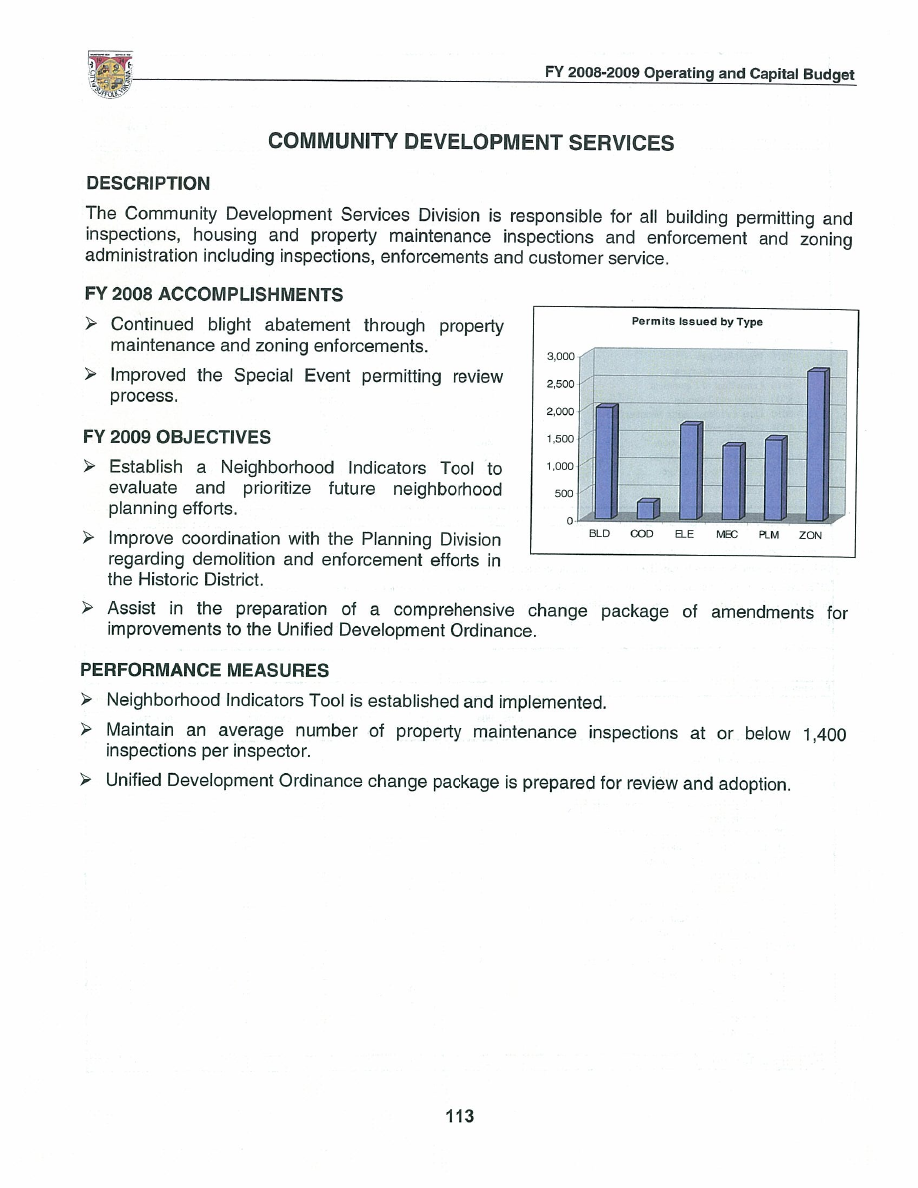 FY 2008-2009 Operating and Capital Budget
COMMUNITY DEVELOPMENT SERVICES
DESCRIPTION
The Community Development Services Division is responsible for all building permitting and
inspections, housing and property maintenance inspections and enforcement and zoning
administration including inspections, enforcements and customer service.
FY 2008 ACCOMPLISHMENTS
➢ Continued blight abatement through property
maintenance and zoning enforcements.
➢ Improved the Special Event permitting review
process.
FY 2009 OBJECTIVES
➢ Establish a Neighborhood Indicators Tool to
evaluate and prioritize future neighborhood
planning efforts.
➢ Improve coordination with the Planning Division
regarding demolition and enforcement efforts in
the Historic District.
Permits Issued by Type
3,000
2,500
2,000
1,500
1,000
500
0
BLD COD ELE MEC PLM ZON
➢ Assist in the preparation of a comprehensive change package of amendments for
improvements to the Unified Development Ordinance.
PERFORMANCE MEASURES
➢ Neighborhood Indicators Tool is established and implemented.
➢ Maintain an average number of property maintenance inspections at or below 1,400
inspections per inspector.
➢ Unified Development Ordinance change package is prepared for review and adoption.
113